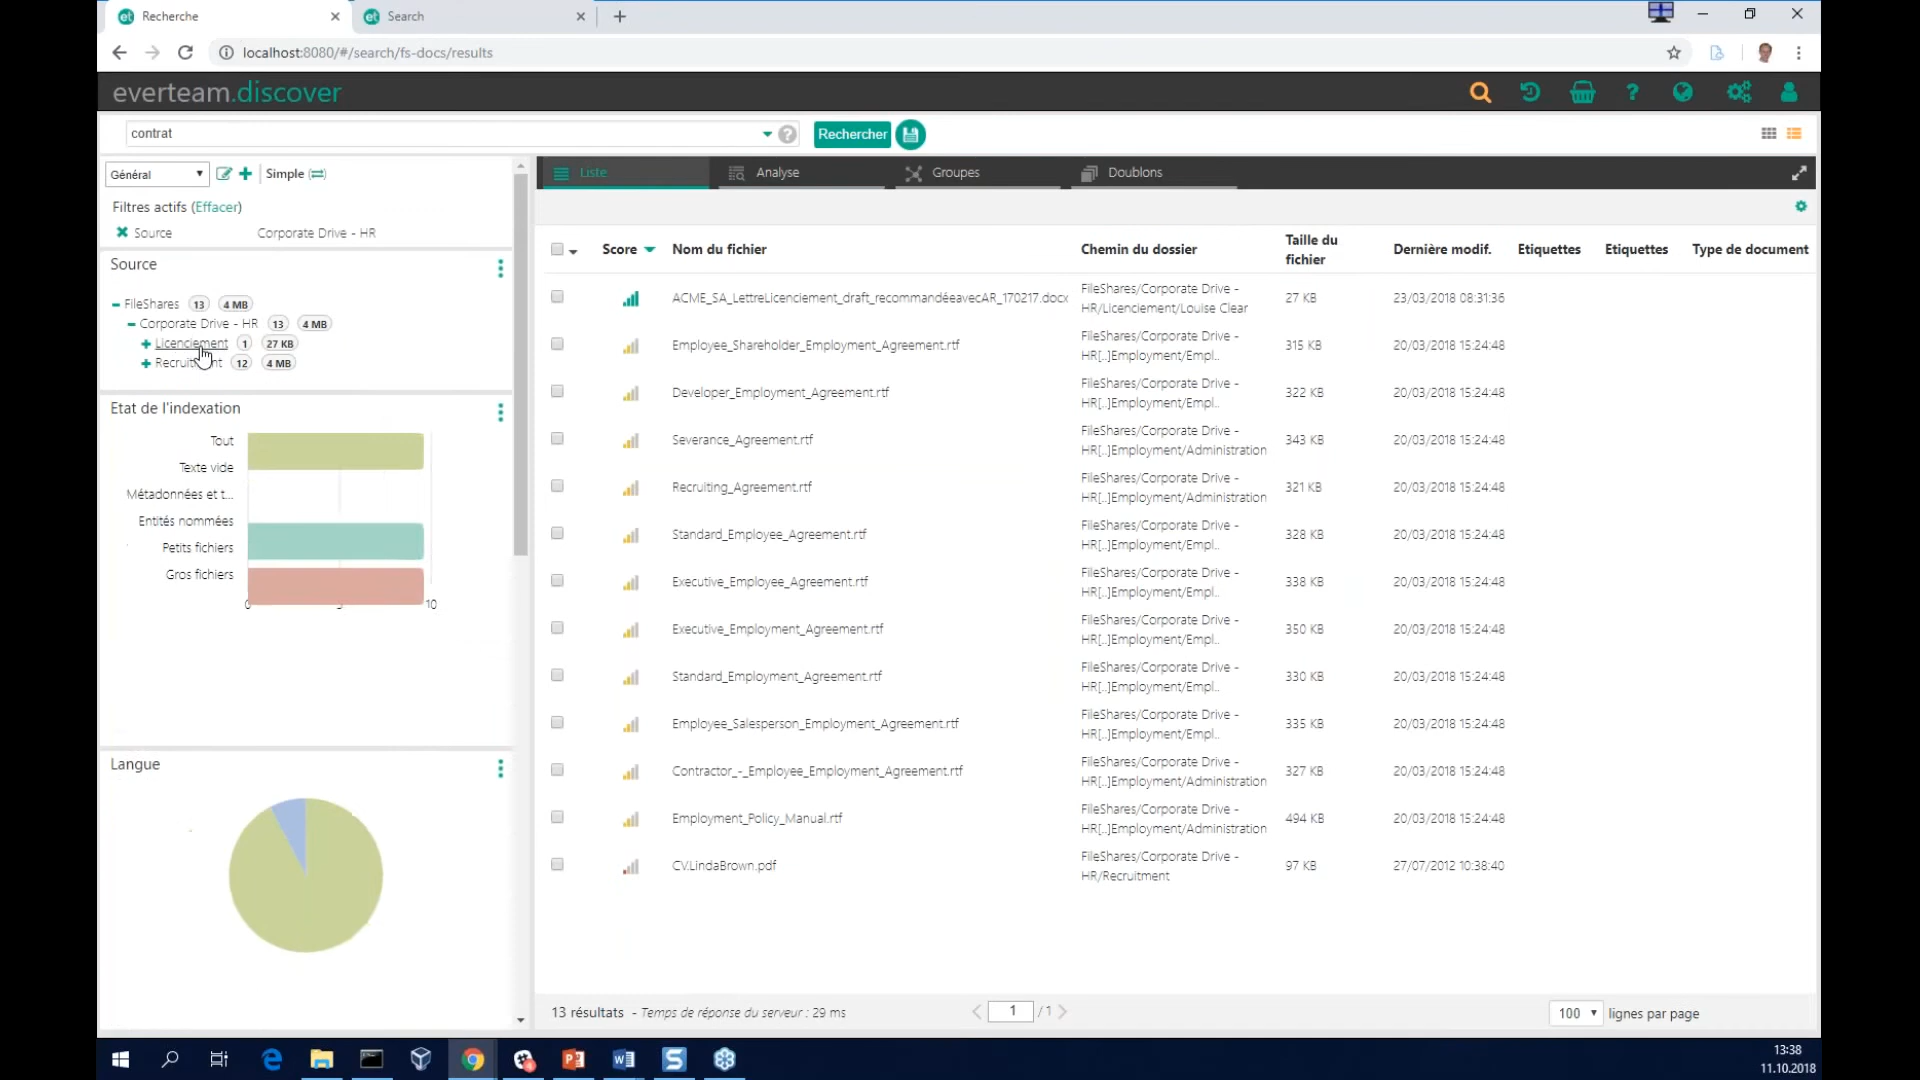 Recherche
Search
localhost:8080/#/search/fs-docs/results
everteam.discover
contrat
Rechercher
Général
Simple
Filtres actifs (Effacer)
Source Corporate Drive - HR
Source
FileShares 13 4 MB
Corporate Drive - HR 13 4 MB
Licenciement 1 27 KB
12 4 MB
Etat de l'indexation
Tout
Texte vide
Métadonnées et t...
Entités nommées
Petits fichiers
Gros fichiers
0 5 10
Langue
Liste Analyse Groupes Doublons
Score Nom du fichier Chemin du dossier Taille du fichier Dernière modif. Etiquettes Etiquettes Type de document
ACME_SA_LettreLicenciement_draft_recommandéeavecAR_170217.docx FileShares/Corporate Drive - 27 KB 23/03/2018 08:31:36
HR/Licenciement/Louise Clear
Employee_Shareholder_Employment_Agreement.rtf FileShares/Corporate Drive - 315 KB 20/03/2018 15:24:48
HR[..]Employment/Empl..
Developer_Employment_Agreement.rtf FileShares/Corporate Drive - 322 KB 20/03/2018 15:24:48
HR[..]Employment/Empl..
Severance_Agreement.rtf FileShares/Corporate Drive - 343 KB 20/03/2018 15:24:48
HR[..]Employment/Administration
Recruiting_Agreement.rtf FileShares/Corporate Drive - 321 KB 20/03/2018 15:24:48
HR[..]Employment/Administration
Standard_Employee_Agreement.rtf FileShares/Corporate Drive - 328 KB 20/03/2018 15:24:48
HR[..]Employment/Empl..
Executive_Employee_Agreement.rtf FileShares/Corporate Drive - 338 KB 20/03/2018 15:24:48
HR[..]Employment/Empl..
Executive_Employment_Agreement.rtf FileShares/Corporate Drive - 350 KB 20/03/2018 15:24:48
HR[..]Employment/Empl..
Standard_Employment_Agreement.rtf FileShares/Corporate Drive - 330 KB 20/03/2018 15:24:48
HR[..]Employment/Empl..
Employee_Salesperson_Employment_Agreement.rtf FileShares/Corporate Drive - 335 KB 20/03/2018 15:24:48
HR[..]Employment/Empl..
Contractor_-_Employee_Employment_Agreement.rtf FileShares/Corporate Drive - 327 KB 20/03/2018 15:24:48
HR[..]Employment/Administration
Employment_Policy_Manual.rtf FileShares/Corporate Drive - 494 KB 20/03/2018 15:24:48
HR[..]Employment/Administration
CV.LindaBrown.pdf FileShares/Corporate Drive - 97 KB 27/07/2012 10:38:40
HR/Recruitment
13 résultats - Temps de réponse du serveur : 29 ms
1 / 1
100 lignes par page
13:38
11.10.2018